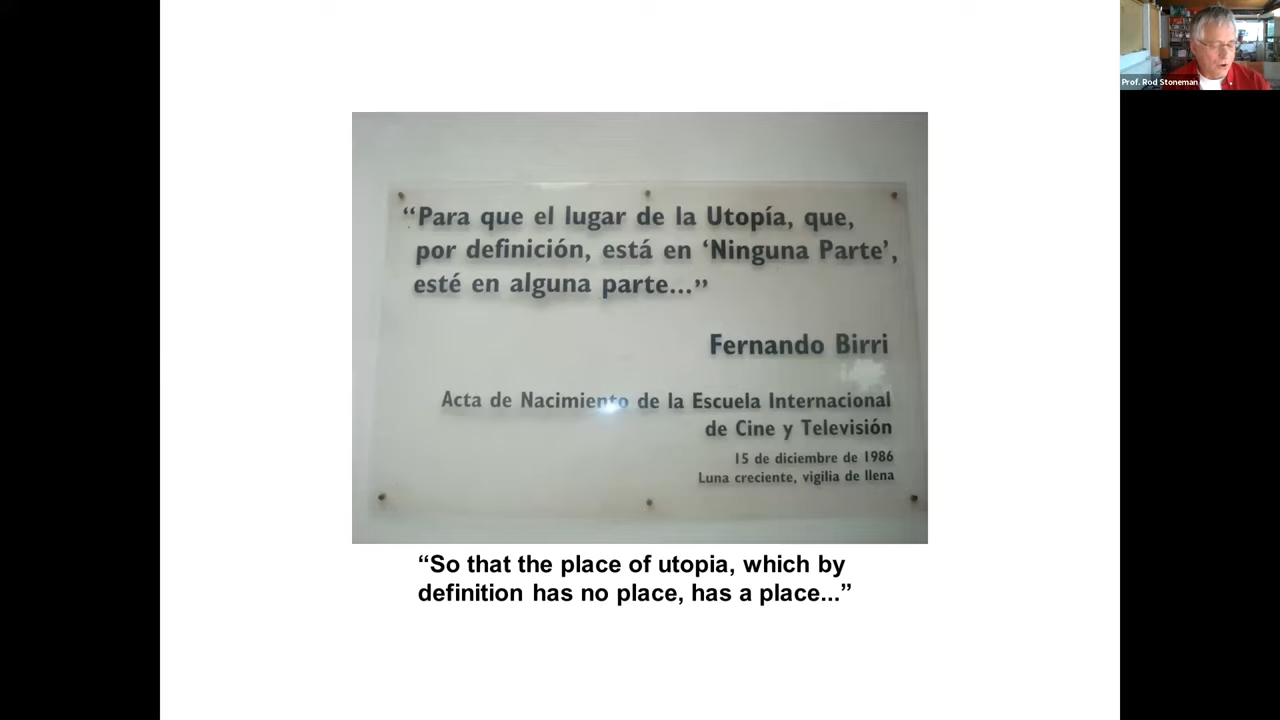 Prof. Rod Stoneman
“Para que el lugar de la Utopía, que,
por definición, está en ‘Ninguna Parte’,
esté en alguna parte...”
Fernando Birri
Acta de Nacimiento de la Escuela Internacional
de Cine y Televisión
15 de diciembre de 1986
Luna creciente, vigilia de llena
“So that the place of utopia, which by
definition has no place, has a place...”